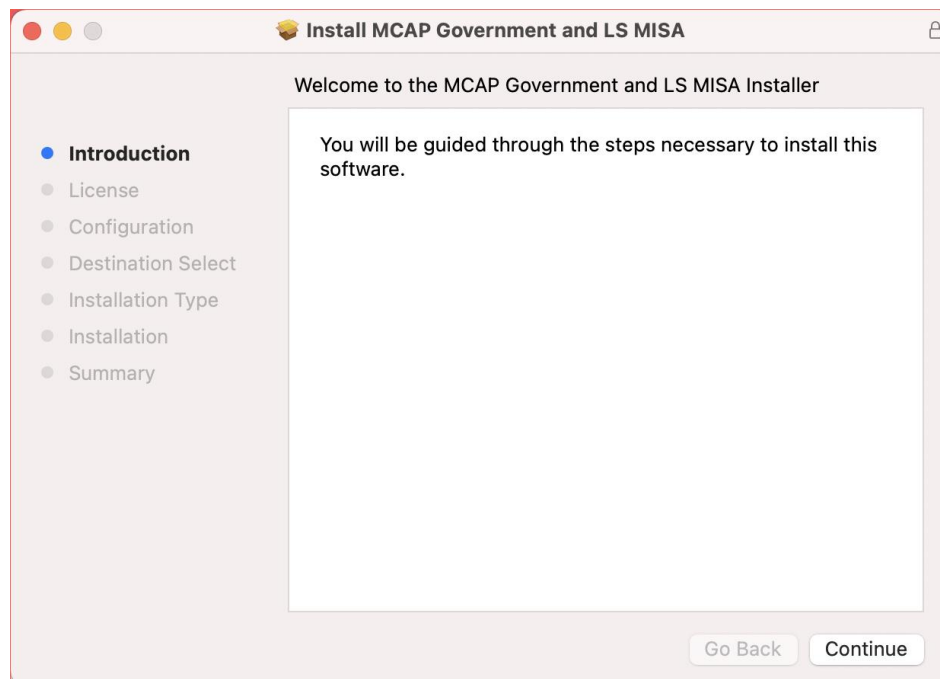 Install MCAP Government and LS MISA
Welcome to the MCAP Government and LS MISA Installer
Introduction
License
Configuration
Destination Select
Installation Type
Installation
Summary
You will be guided through the steps necessary to install this
software.
Go Back
Continue